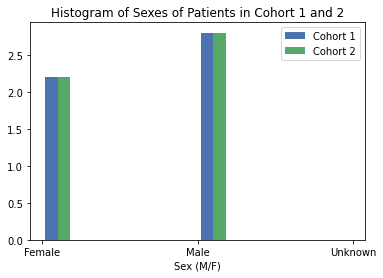 Histogram of Sexes of Patients in Cohort 1 and 2
Cohort 1
Cohort 2
2.5
2.0
1.5
1.0
0.5
0.0
Female Male Unknown
Sex (M/F)